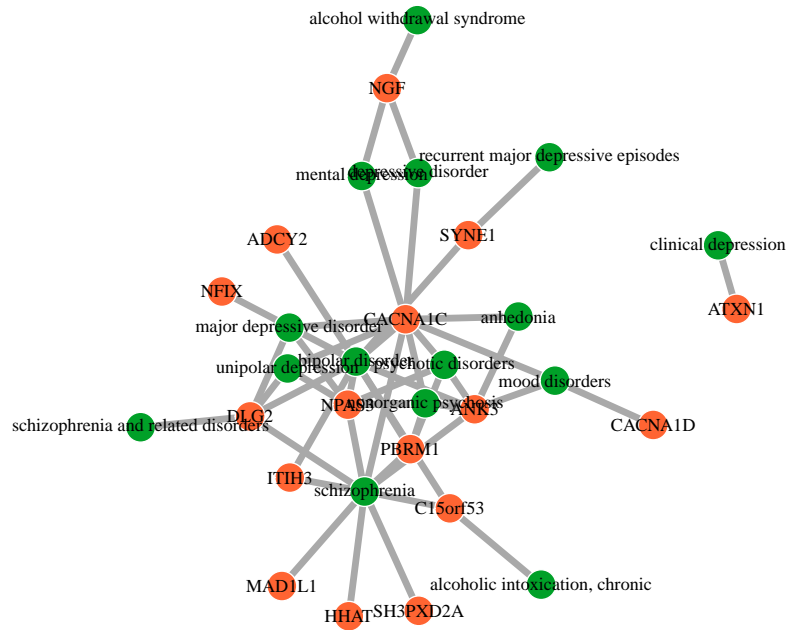 alcohol withdrawal syndrome
NGF
recurrent major depressive episodes
mental depression
depressive disorder
ADCY2
SYNE1
clinical depression
NFIX
ATXN1
CACNA1C
anhedonia
major depressive disorder
bipolar disorder
psychotic disorders
unipolar depression
mood disorders
NPAS3
nonorganic psychosis
ANK3
DLG2
schizophrenia and related disorders
CACNA1D
PBRM1
ITIH3
schizophrenia
C15orf53
MAD1L1
alcoholic intoxication, chronic
HHAT
SH3PXD2A